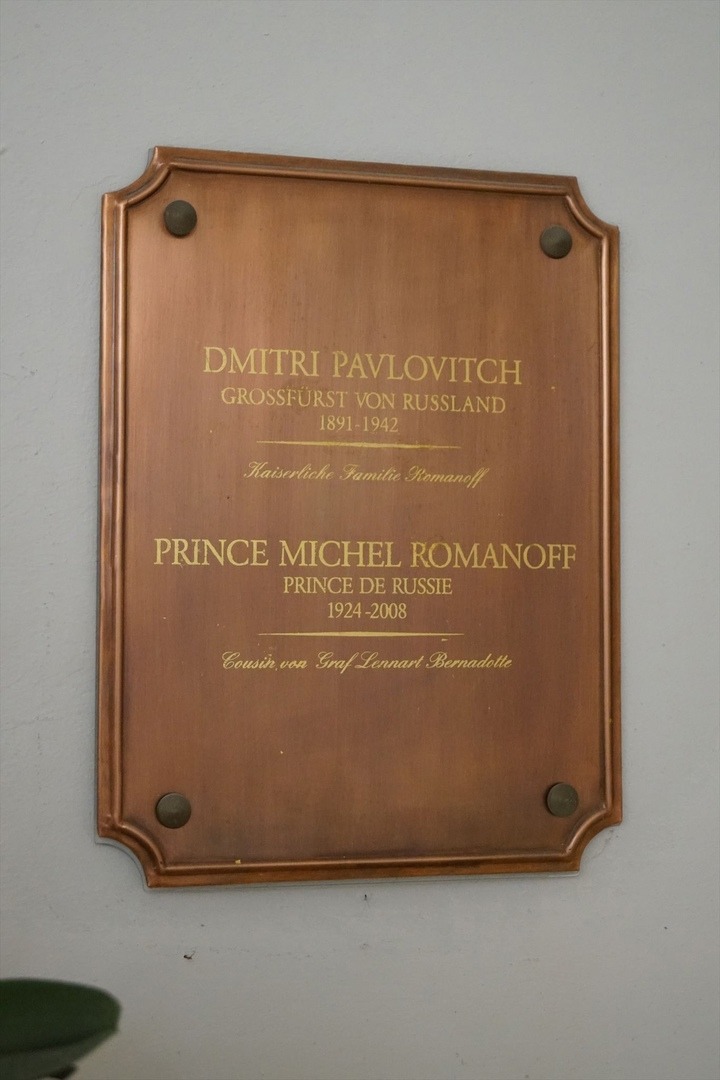 DMITRI PAVLOVITCH
GROSSFÜRST VON RUSSLAND
1891-1942
Kaiserliche Familie Romanoff
PRINCE MICHEL ROMANOFF
PRINCE DE RUSSIE
1924-2008
Cousin von Graf Lennart Bernadotte